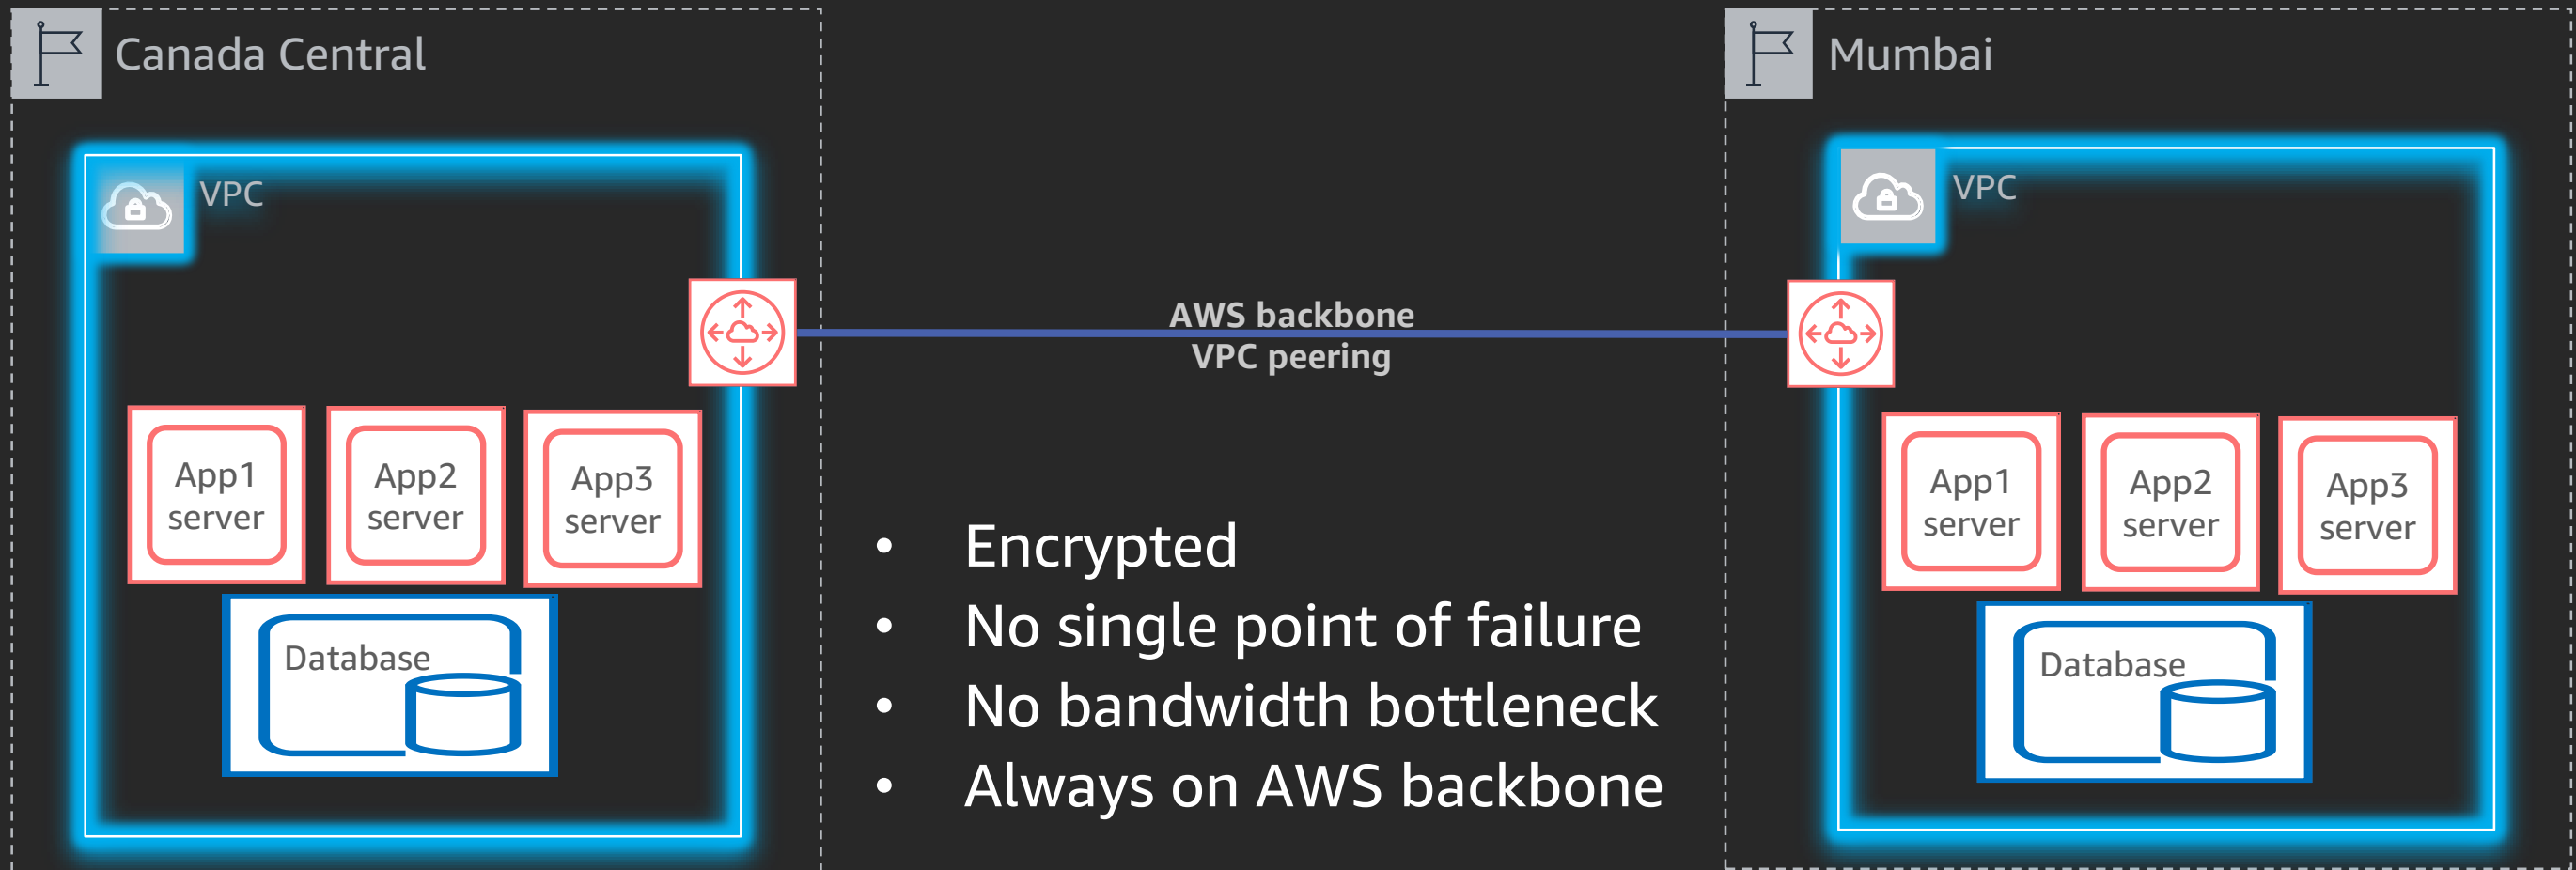 Canada Central
VPC
App1
server
App2
server
App3
server
Database
AWS backbone
VPC peering
• Encrypted
• No single point of failure
• No bandwidth bottleneck
• Always on AWS backbone
Mumbai
VPC
App1
server
App2
server
App3
server
Database